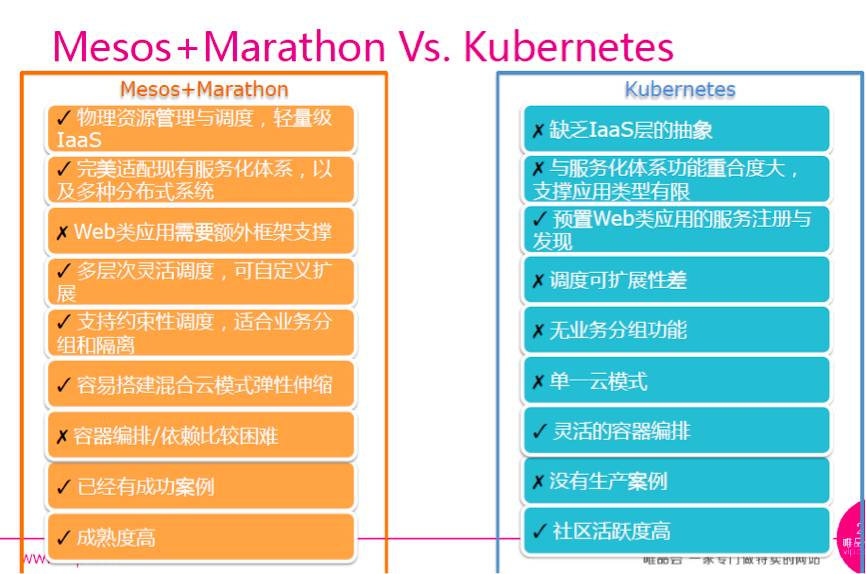 Mesos+Marathon Vs. Kubernetes
Mesos+Marathon
✓ 物理资源管理与调度，轻量级
IaaS
✓ 完美适配现有服务化体系，以
及多种分布式系统
✗ Web类应用需要额外框架支撑
✓ 多层次灵活调度，可自定义扩
展
✓ 支持约束性调度，适合业务分
组和隔离
✓ 容易搭建混合云模式弹性伸缩
✗ 容器编排/依赖比较困难
✓ 已经有成功案例
✓ 成熟度高
Kubernetes
✗ 缺乏IaaS层的抽象
✗ 与服务化体系功能重合度大，
支撑应用类型有限
✓ 预置Web类应用的服务注册与
发现
✗ 调度可扩展性差
✗ 无业务分组功能
✗ 单一云模式
✓ 灵活的容器编排
✗ 没有生产案例
✓ 社区活跃度高
唯品会 一家专门做特卖的网站